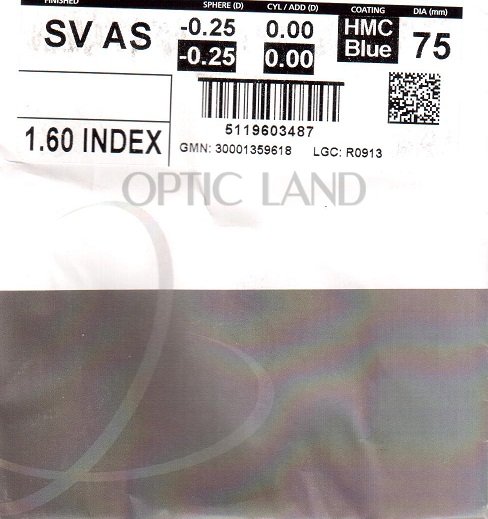 FINISHED SPHERE (D) CYL / ADD (D) COATING DIA (mm)
SV AS -0.25 0.00 HMC Blue 75
-0.25 0.00
5119603487
1.60 INDEX
GMN: 30001359618 LGC: R0913
OPTIC LAND